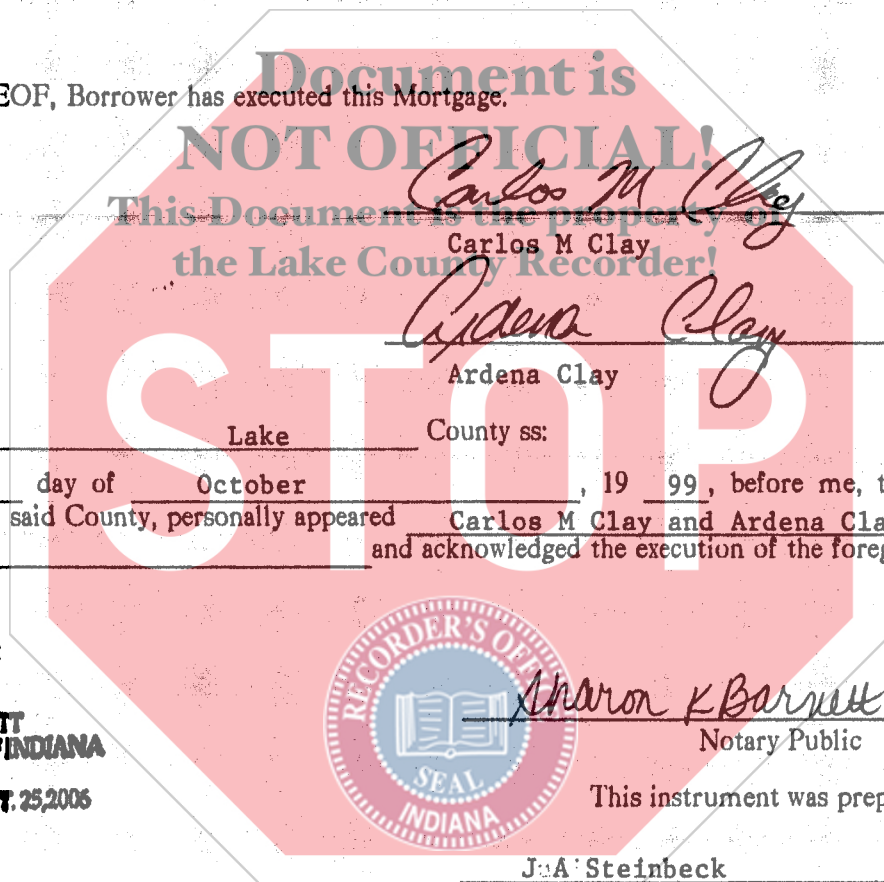 Document is
EOF, Borrower has executed this Mortgage.
NOT OFFICIAL!
Carlos M Clay
This Document is the property of
Carlos M Clay
the Lake County Recorder!
Ardena Clay
Ardena Clay
STOP
Lake County ss:
day of October, 19 99, before me, t
said County, personally appeared Carlos M Clay and Ardena Cla
and acknowledged the execution of the foreg
RECORDER'S OFF
SEAL
INDIANA
TT
INDIANA
Sharon K Barnett
Notary Public
T. 25,2006
This instrument was prep
J A Steinbeck